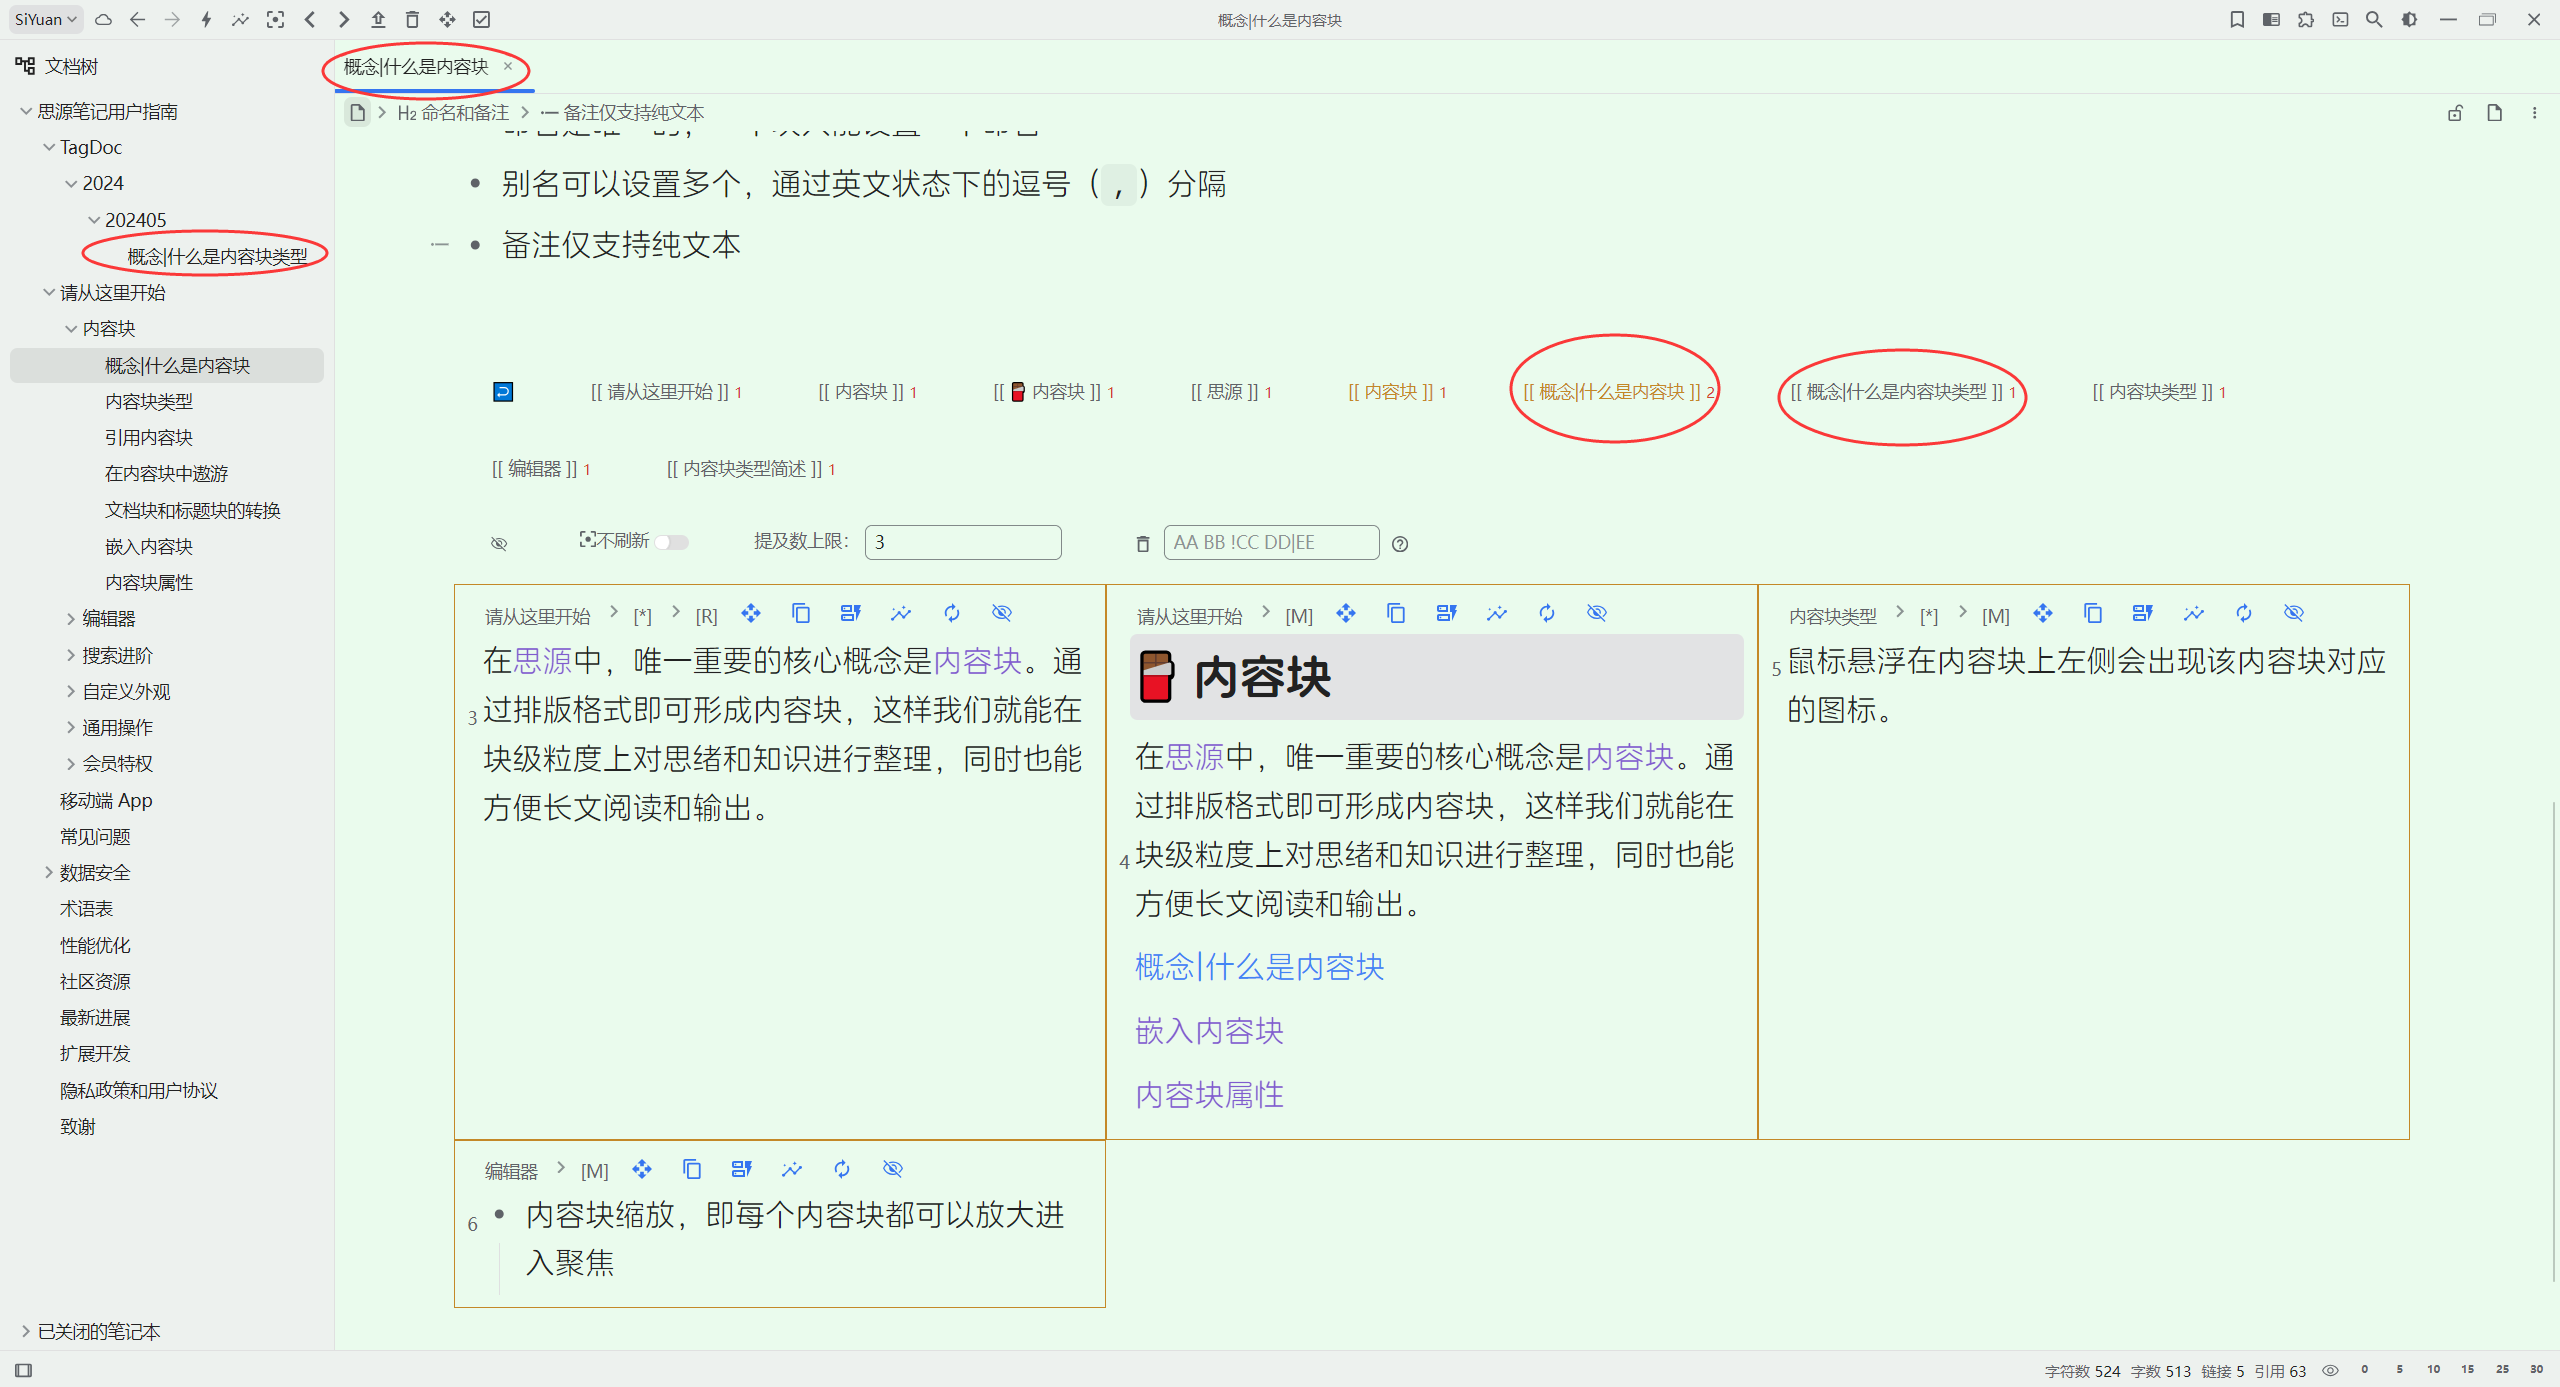 SiYuan
概念|什么是内容块
文档树
思源笔记用户指南
TagDoc
2024
202405
概念|什么是内容块类型
请从这里开始
内容块
概念|什么是内容块
内容块类型
引用内容块
在内容块中遨游
文档块和标题块的转换
嵌入内容块
内容块属性
编辑器
搜索进阶
自定义外观
通用操作
会员特权
移动端 App
常见问题
数据安全
术语表
性能优化
社区资源
最新进展
扩展开发
隐私政策和用户协议
致谢
已关闭的笔记本
概念|什么是内容块
H2 命名和备注 > 备注仅支持纯文本
• 别名可以设置多个，通过英文状态下的逗号（ , ）分隔
• 备注仅支持纯文本
[[ 请从这里开始 ]] 1 [[ 内容块 ]] 1 [[ 🍫 内容块 ]] 1 [[ 思源 ]] 1 [[ 内容块 ]] 1 [[ 概念|什么是内容块 ]] 2 [[ 概念|什么是内容块类型 ]] 1 [[ 内容块类型 ]] 1
[[ 编辑器 ]] 1 [[ 内容块类型简述 ]] 1
不刷新 提及数上限： 3 AA BB !CC DD|EE
请从这里开始 > [*] > [R]
在思源中，唯一重要的核心概念是内容块。通
3 过排版格式即可形成内容块，这样我们就能在
块级粒度上对思绪和知识进行整理，同时也能
方便长文阅读和输出。
请从这里开始 > [M]
内容块
在思源中，唯一重要的核心概念是内容块。通
过排版格式即可形成内容块，这样我们就能在
4 块级粒度上对思绪和知识进行整理，同时也能
方便长文阅读和输出。
概念|什么是内容块
嵌入内容块
内容块属性
内容块类型 > [*] > [M]
5 鼠标悬浮在内容块上左侧会出现该内容块对应
的图标。
编辑器 > [M]
6 • 内容块缩放，即每个内容块都可以放大进
入聚焦
字符数 524 字数 513 链接 5 引用 63 0 5 10 15 25 30